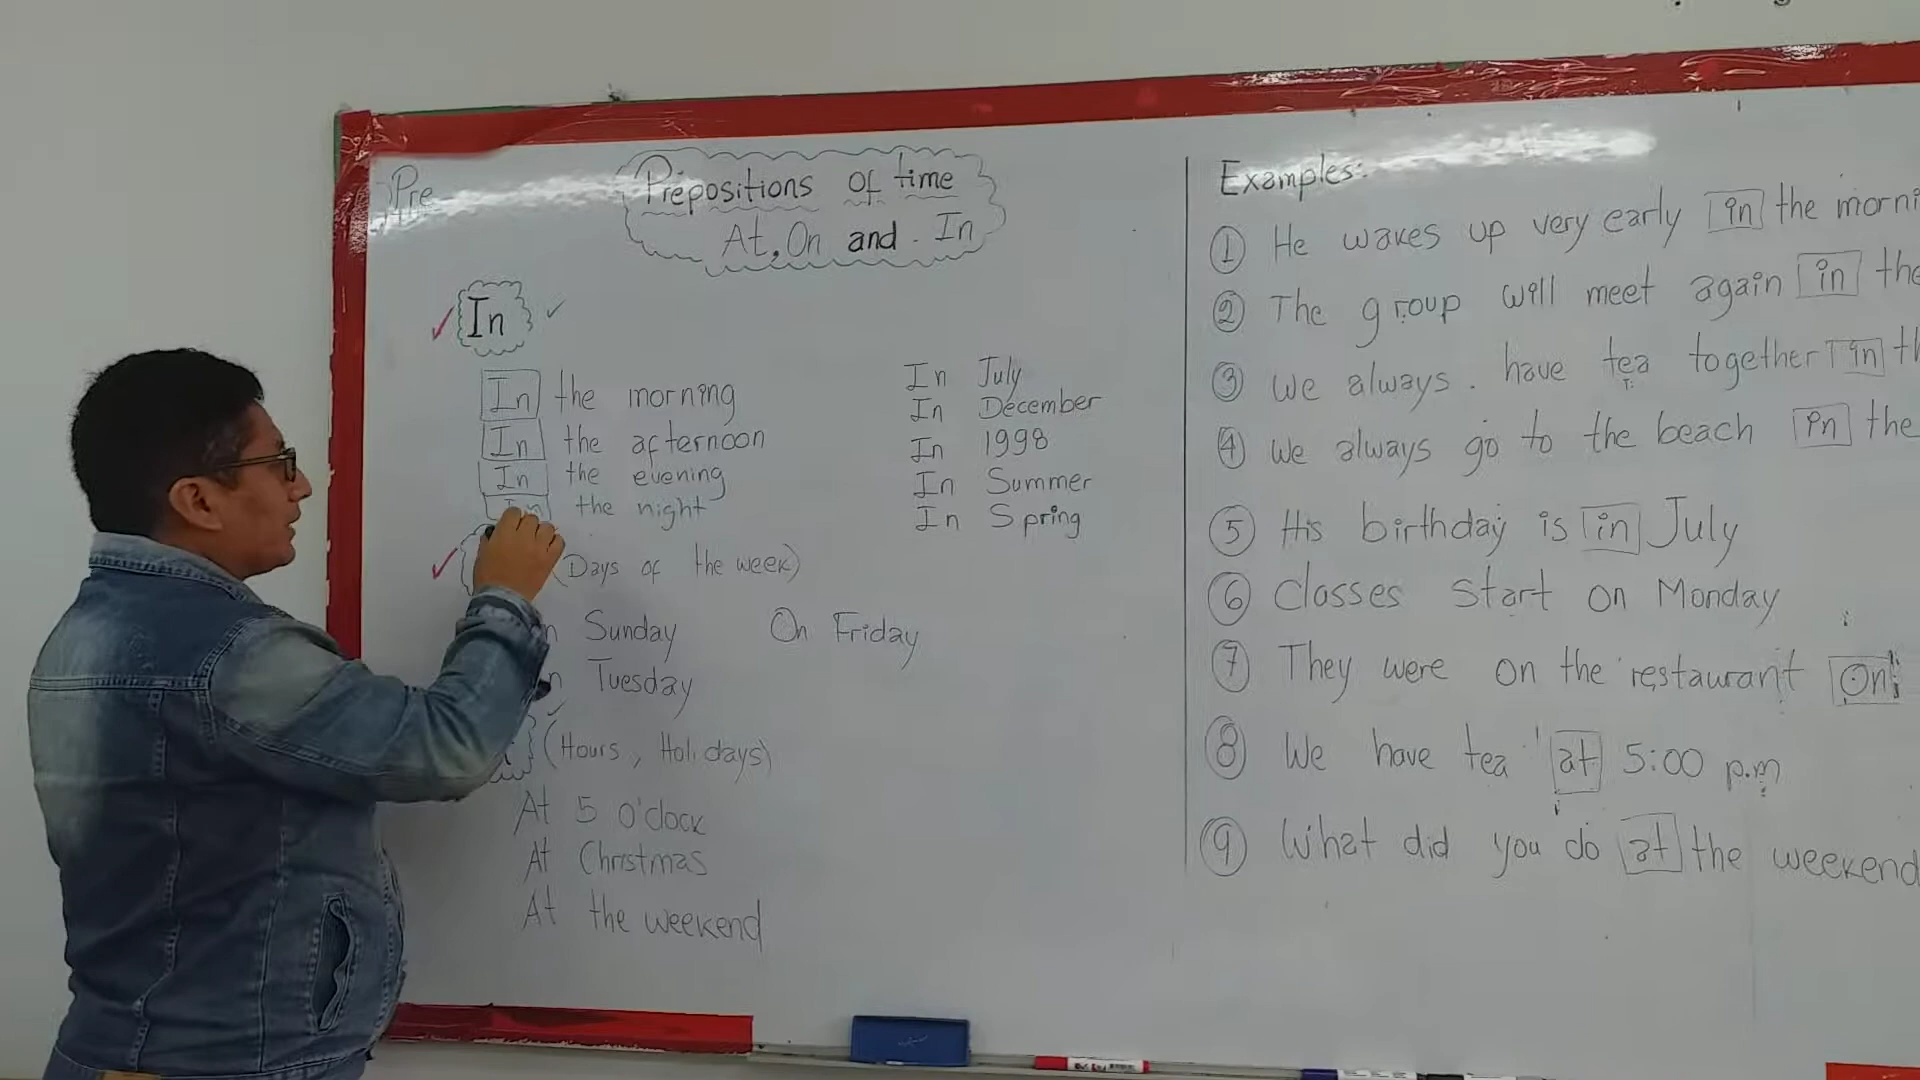 Pre
Prepositions of time
At, On and In
In
In the morning
In the afternoon
In the evening
In the night
In July
In December
In 1998
In Summer
In Spring
(Days of the week)
Sunday
On Friday
Tuesday
(Hours, Holidays)
At 5 o'clock
At Christmas
At the weekend
Examples:
① He wakes up very early in the morni
② The group will meet again in the
③ We always have tea together in th
④ We always go to the beach in the
⑤ His birthday is in July
⑥ Classes start on Monday
⑦ They were on the restaurant On
⑧ We have tea at 5:00 p.m
⑨ What did you do at the weekend